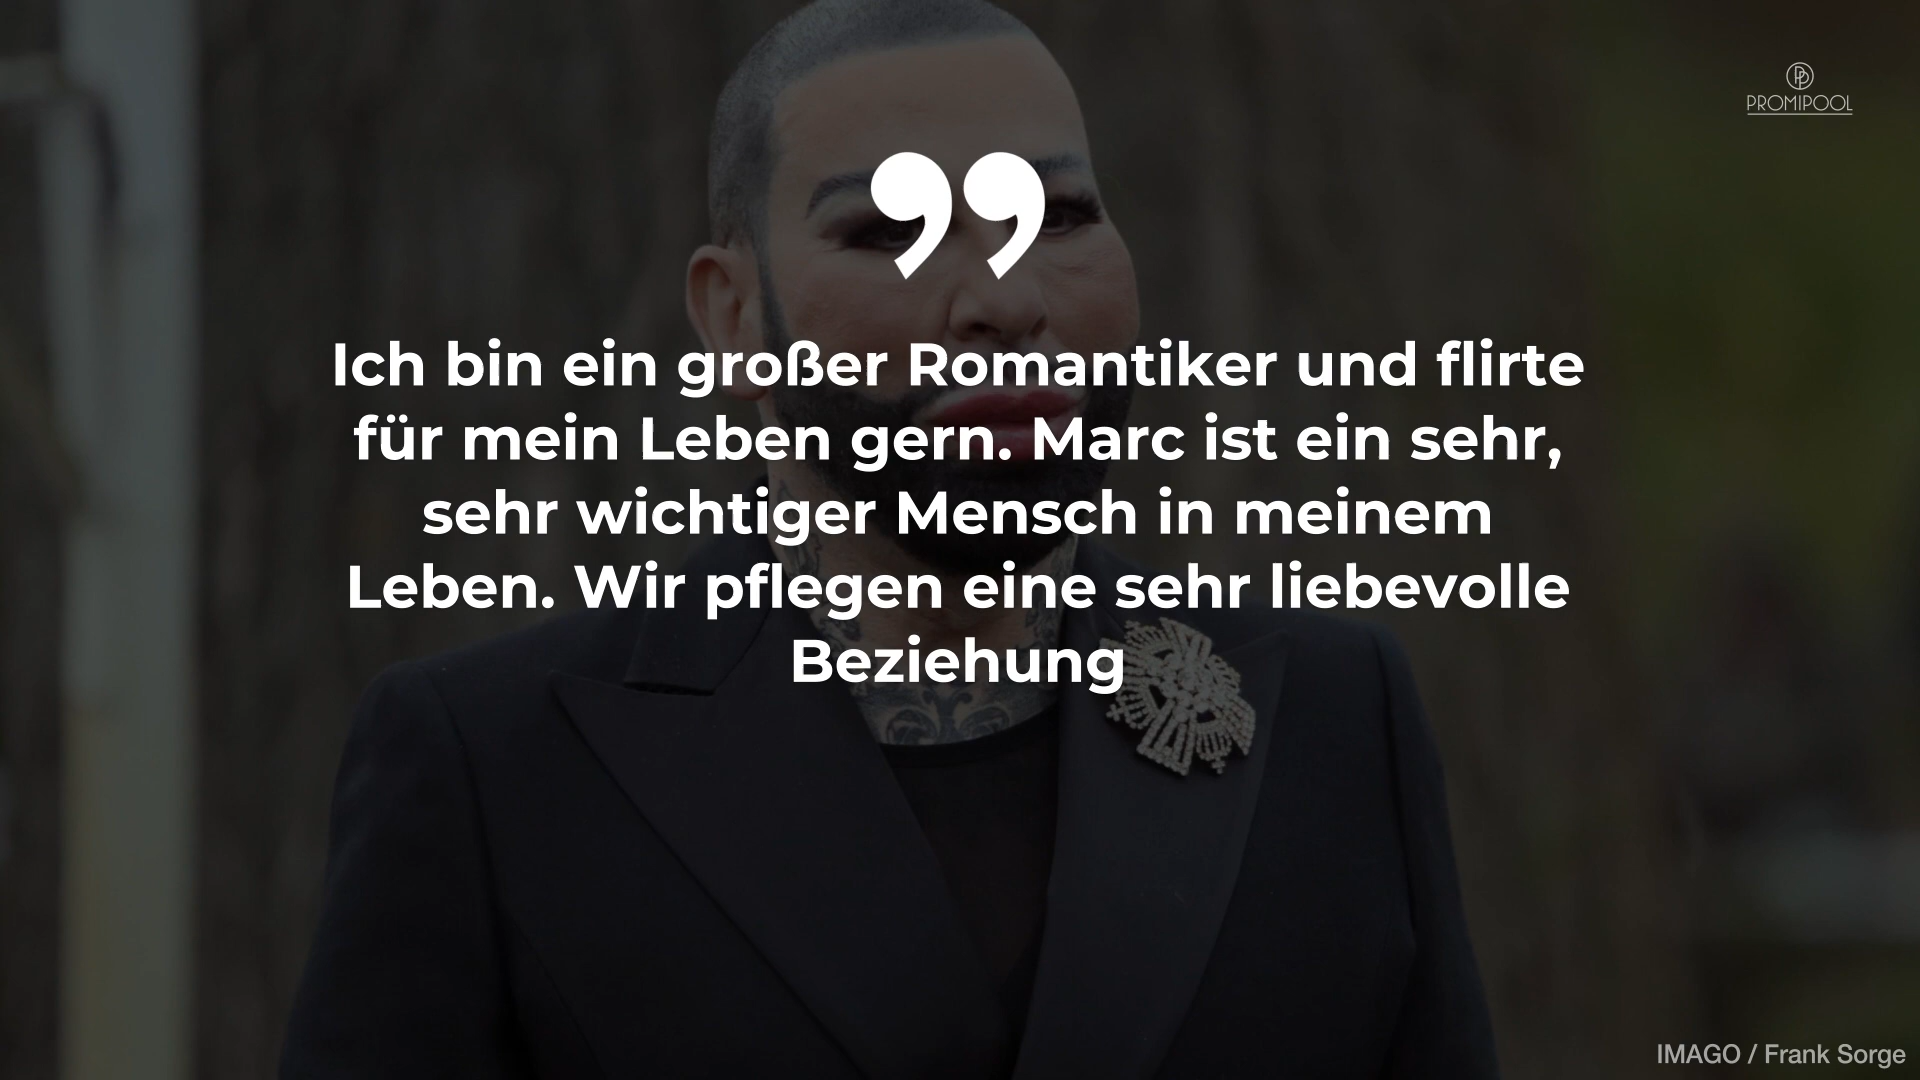 PROMIPOOL
Ich bin ein großer Romantiker und flirte
für mein Leben gern. Marc ist ein sehr,
sehr wichtiger Mensch in meinem
Leben. Wir pflegen eine sehr liebevolle
Beziehung
IMAGO / Frank Sorge